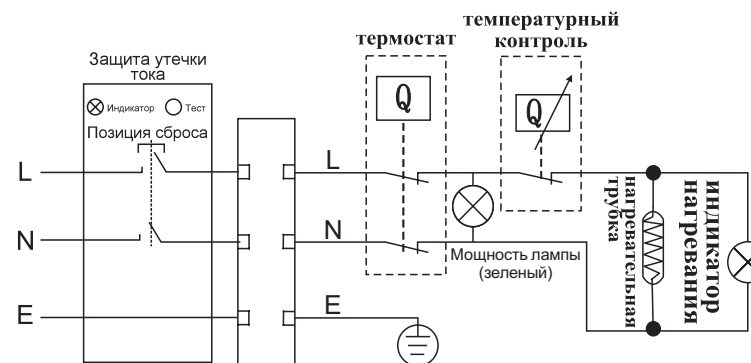 Защита утечки
тока
Индикатор
Тест
Позиция сброса
L
N
E
L
N
E
термостат
Q
температурный
контроль
Q
Мощность лампы
(зеленый)
нагревательная
трубка
индикатор
нагревания